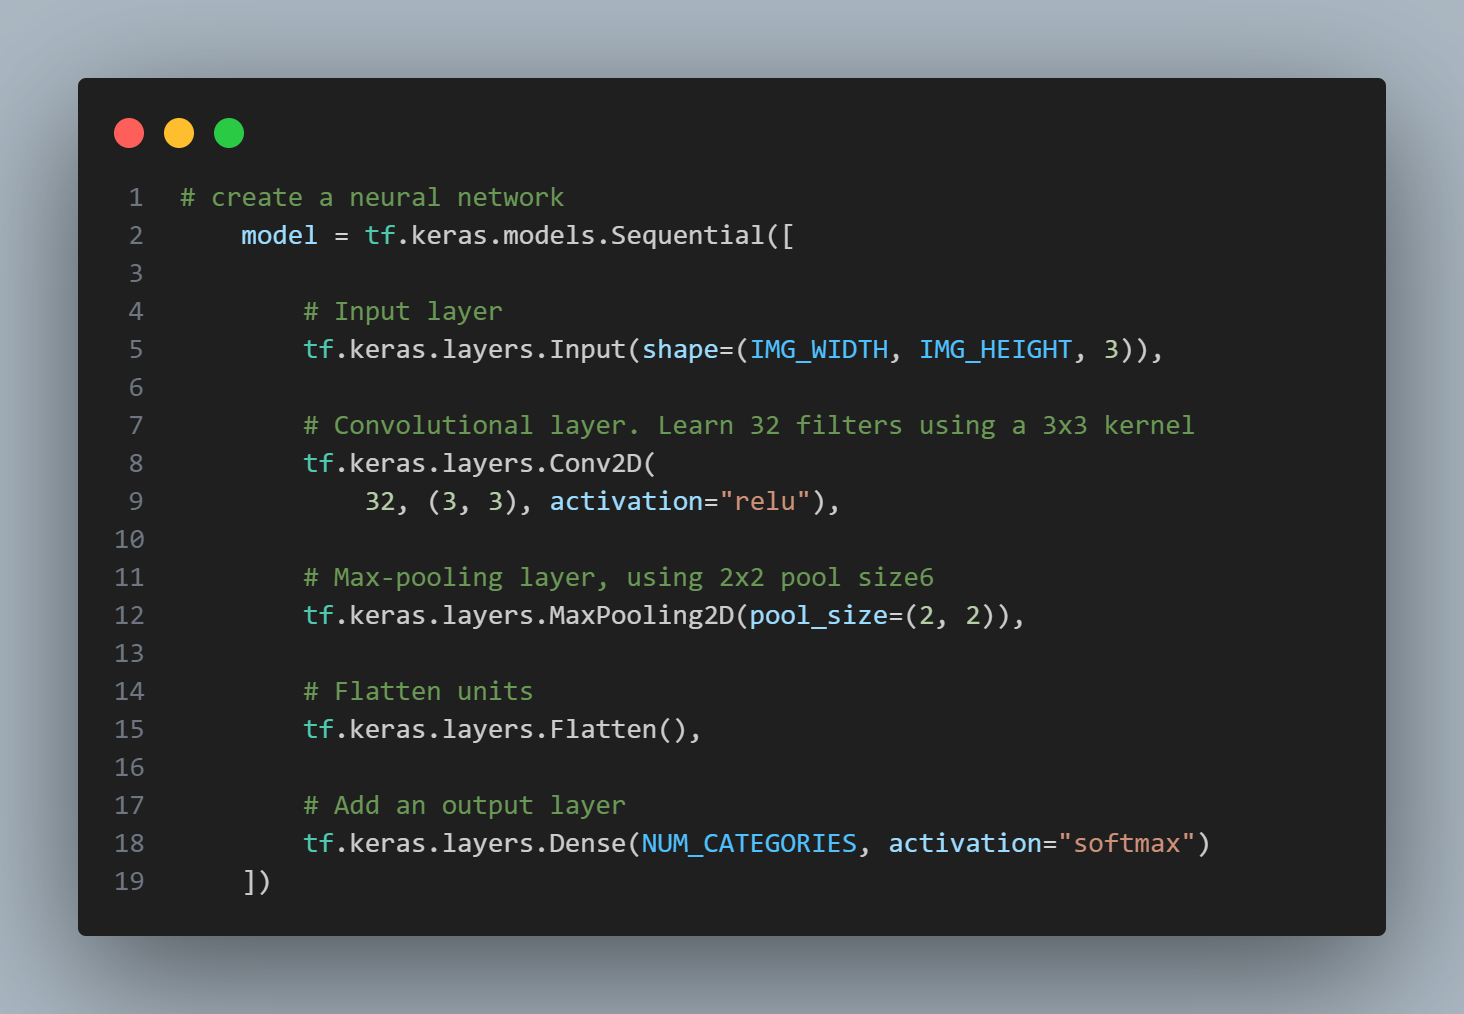 1 # create a neural network
2     model = tf.keras.models.Sequential([
3
4         # Input layer
5         tf.keras.layers.Input(shape=(IMG_WIDTH, IMG_HEIGHT, 3)),
6
7         # Convolutional layer. Learn 32 filters using a 3x3 kernel
8         tf.keras.layers.Conv2D(
9             32, (3, 3), activation="relu"),
10
11         # Max-pooling layer, using 2x2 pool size6
12         tf.keras.layers.MaxPooling2D(pool_size=(2, 2)),
13
14         # Flatten units
15         tf.keras.layers.Flatten(),
16
17         # Add an output layer
18         tf.keras.layers.Dense(NUM_CATEGORIES, activation="softmax")
19     ])